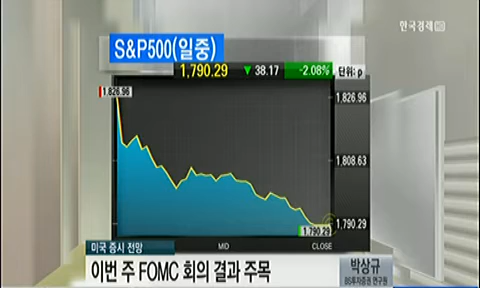 한국경제 HD
S&P500(일중)
1,790.29 ▼ 38.17 -2.08% 단위: p
1,826.96 1,826.96
1,808.63
1,790.29 1,790.29
MID CLOSE
미국 증시 전망
이번 주 FOMC 회의 결과 주목
박상규
BS투자증권 연구원